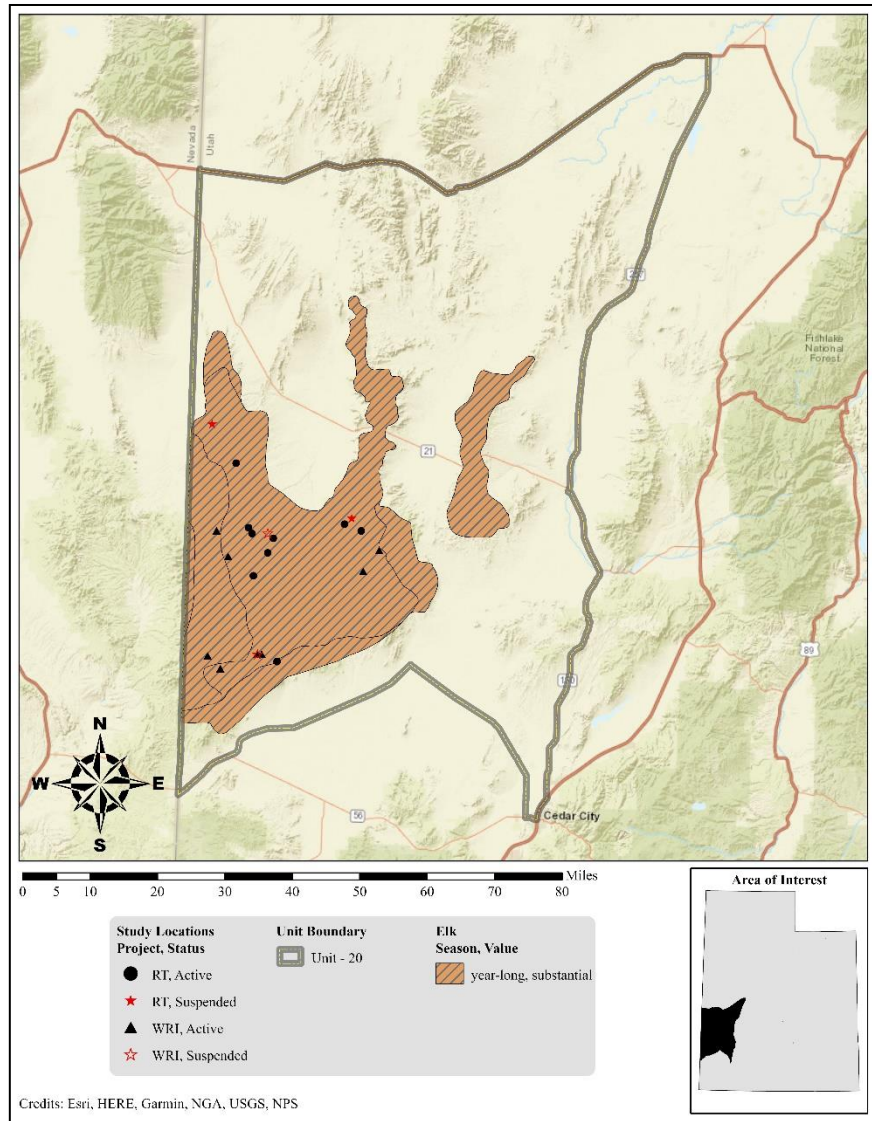 Nevada
Utah
257
Fishlake
National
Forest
21
89
130
N
W
E
S
56
Cedar City
Miles
0 5 10 20 30 40 50 60 70 80
Area of Interest
Study Locations
Project, Status
RT, Active
RT, Suspended
WRI, Active
WRI, Suspended
Unit Boundary
Unit - 20
Elk
Season, Value
year-long, substantial
Credits: Esri, HERE, Garmin, NGA, USGS, NPS